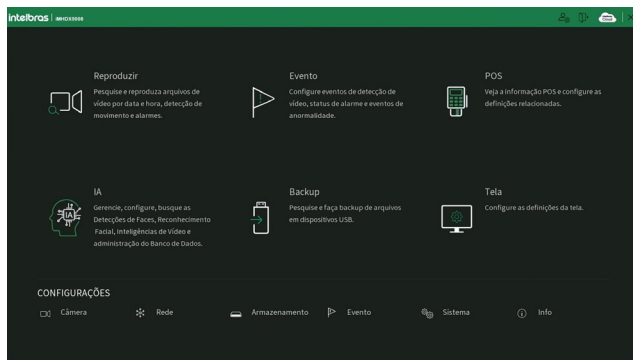 intelbras | iMHDX5008
Reproduzir
Pesquise e reproduza arquivos de
vídeo por data e hora, detecção de
movimento e alarmes.
Evento
Configure eventos de detecção de
vídeo, status de alarme e eventos de
anormalidade.
POS
Veja a informação POS e configure as
definições relacionadas.
IA
IA
Gerencie, configure, busque as
Detecções de Faces, Reconhecimento
Facial, Inteligências de Vídeo e
administração do Banco de Dados.
Backup
Pesquise e faça backup de arquivos
em dispositivos USB.
Tela
Configure as definições da tela.
CONFIGURAÇÕES
Câmera Rede Armazenamento Evento Sistema Info